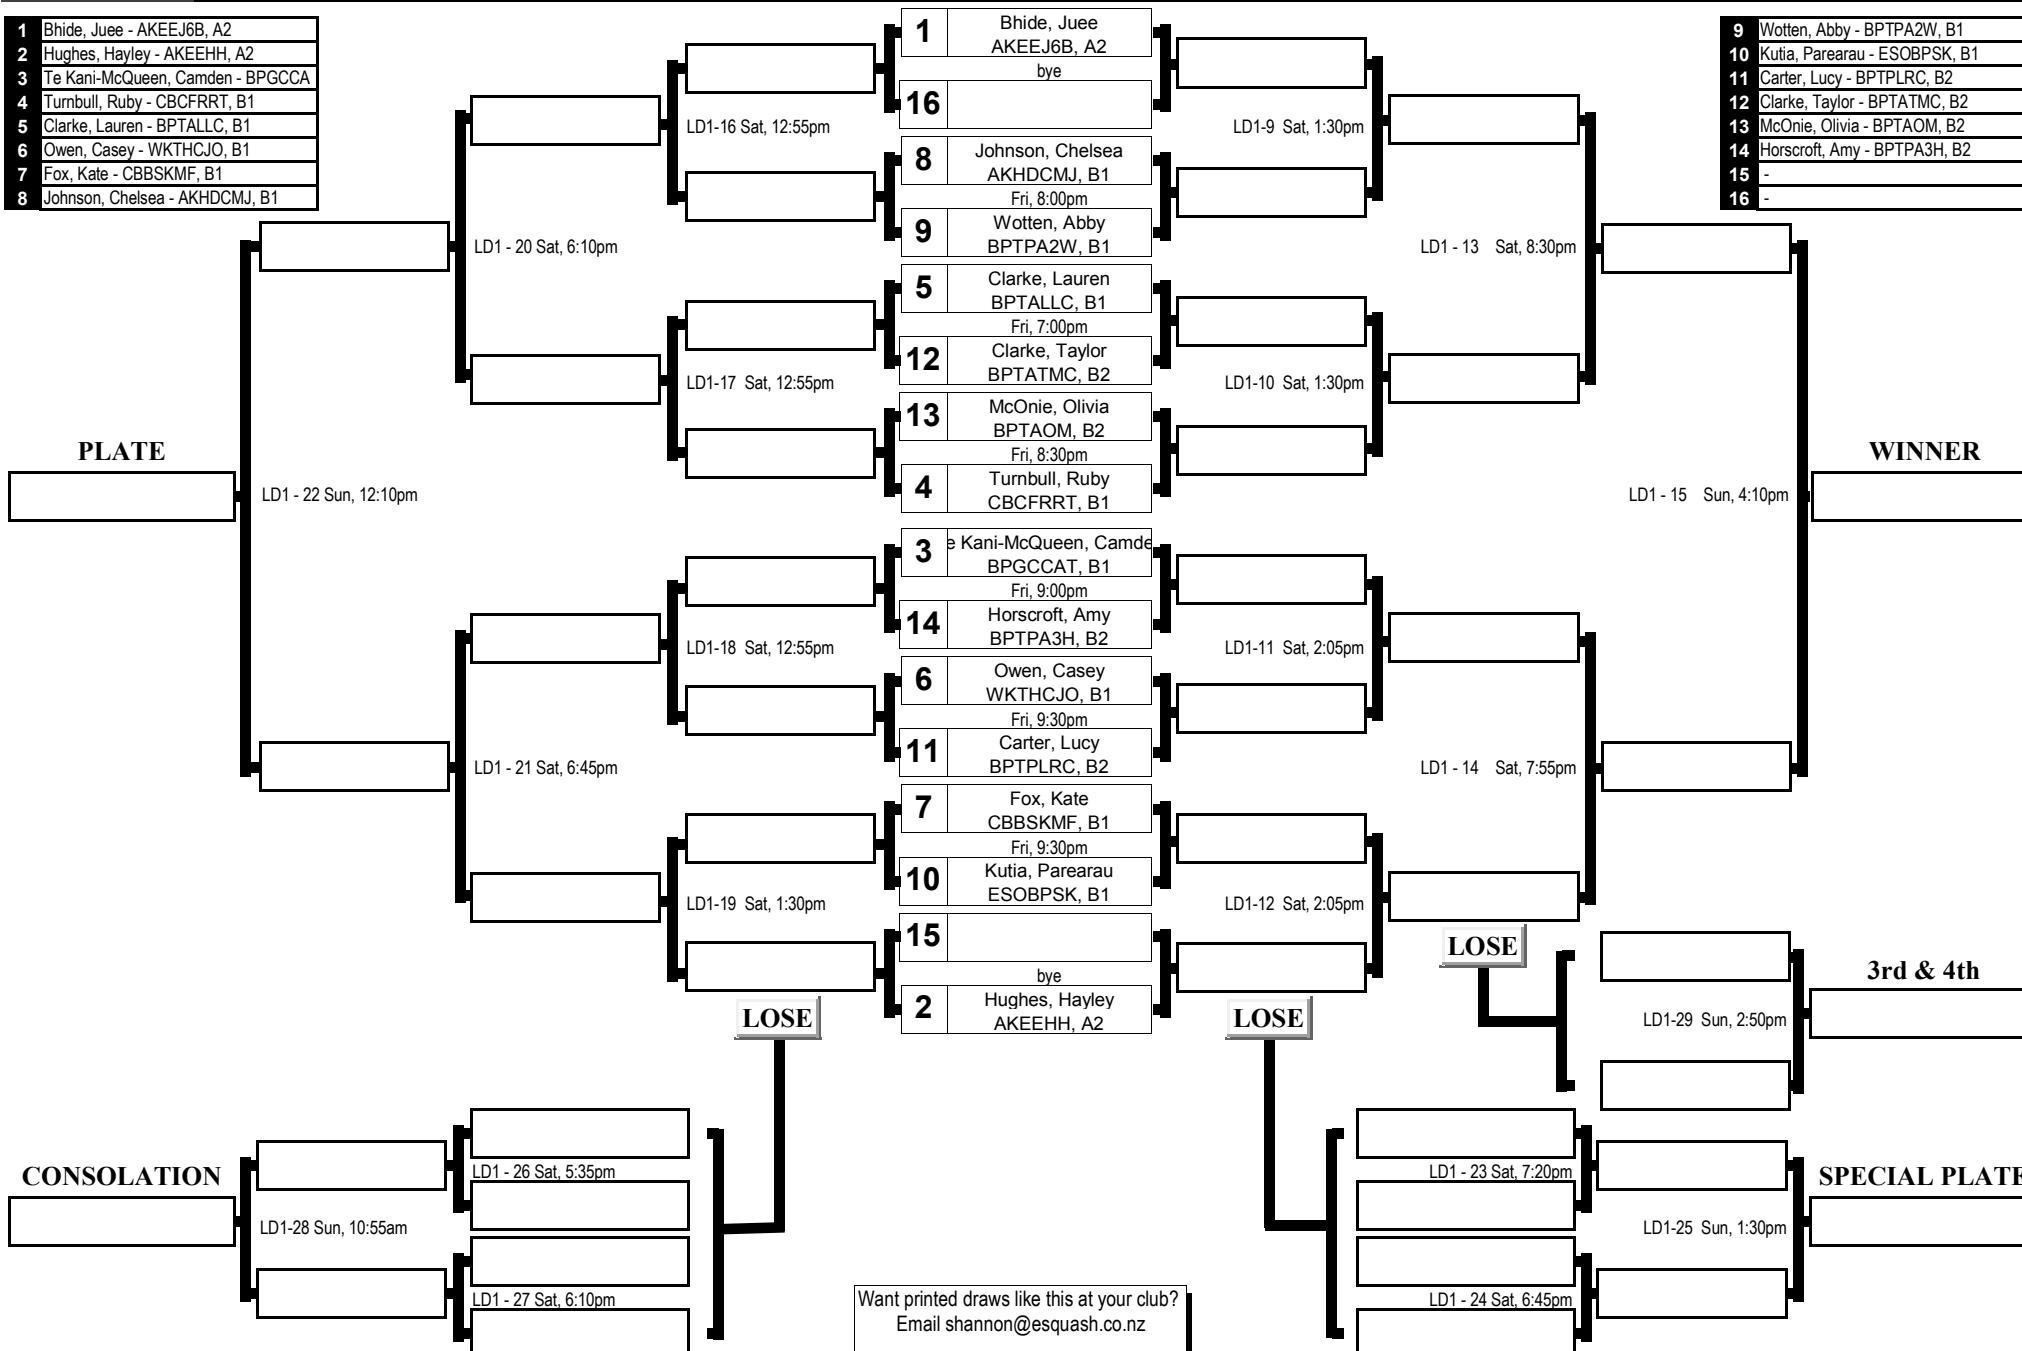 1 Bhide, Juee - AKEEJ6B, A2
2 Hughes, Hayley - AKEEHH, A2
3 Te Kani-McQueen, Camden - BPGCCA
4 Turnbull, Ruby - CBCFRRT, B1
5 Clarke, Lauren - BPTALLC, B1
6 Owen, Casey - WKTHCJO, B1
7 Fox, Kate - CBBSKMF, B1
8 Johnson, Chelsea - AKHDCMJ, B1
9 Wotten, Abby - BPTPA2W, B1
10 Kutia, Parearau - ESOBPSK, B1
11 Carter, Lucy - BPTPLRC, B2
12 Clarke, Taylor - BPTATMC, B2
13 McOnie, Olivia - BPTAOM, B2
14 Horscroft, Amy - BPTPA3H, B2
15 -
16 -
1 Bhide, Juee
AKEEJ6B, A2
bye
16
8 Johnson, Chelsea
AKHDCMJ, B1
Fri, 8:00pm
9 Wotten, Abby
BPTPA2W, B1
5 Clarke, Lauren
BPTALLC, B1
Fri, 7:00pm
12 Clarke, Taylor
BPTATMC, B2
13 McOnie, Olivia
BPTAOM, B2
Fri, 8:30pm
4 Turnbull, Ruby
CBCFRRT, B1
3 e Kani-McQueen, Camde
BPGCCAT, B1
Fri, 9:00pm
14 Horscroft, Amy
BPTPA3H, B2
6 Owen, Casey
WKTHCJO, B1
Fri, 9:30pm
11 Carter, Lucy
BPTPLRC, B2
7 Fox, Kate
CBBSKMF, B1
Fri, 9:30pm
10 Kutia, Parearau
ESOBPSK, B1
15
bye
2 Hughes, Hayley
AKEEHH, A2
LD1-16 Sat, 12:55pm
LD1-17 Sat, 12:55pm
LD1-18 Sat, 12:55pm
LD1-19 Sat, 1:30pm
LD1 - 20 Sat, 6:10pm
LD1 - 21 Sat, 6:45pm
LD1 - 22 Sun, 12:10pm
PLATE
LD1-9 Sat, 1:30pm
LD1-10 Sat, 1:30pm
LD1-11 Sat, 2:05pm
LD1-12 Sat, 2:05pm
LD1 - 13 Sat, 8:30pm
LD1 - 14 Sat, 7:55pm
LD1 - 15 Sun, 4:10pm
WINNER
LOSE
LOSE
LOSE
LD1-29 Sun, 2:50pm
3rd & 4th
CONSOLATION
LD1 - 26 Sat, 5:35pm
LD1-28 Sun, 10:55am
LD1 - 27 Sat, 6:10pm
LD1 - 23 Sat, 7:20pm
LD1-25 Sun, 1:30pm
LD1 - 24 Sat, 6:45pm
SPECIAL PLATE
Want printed draws like this at your club?
Email shannon@esquash.co.nz